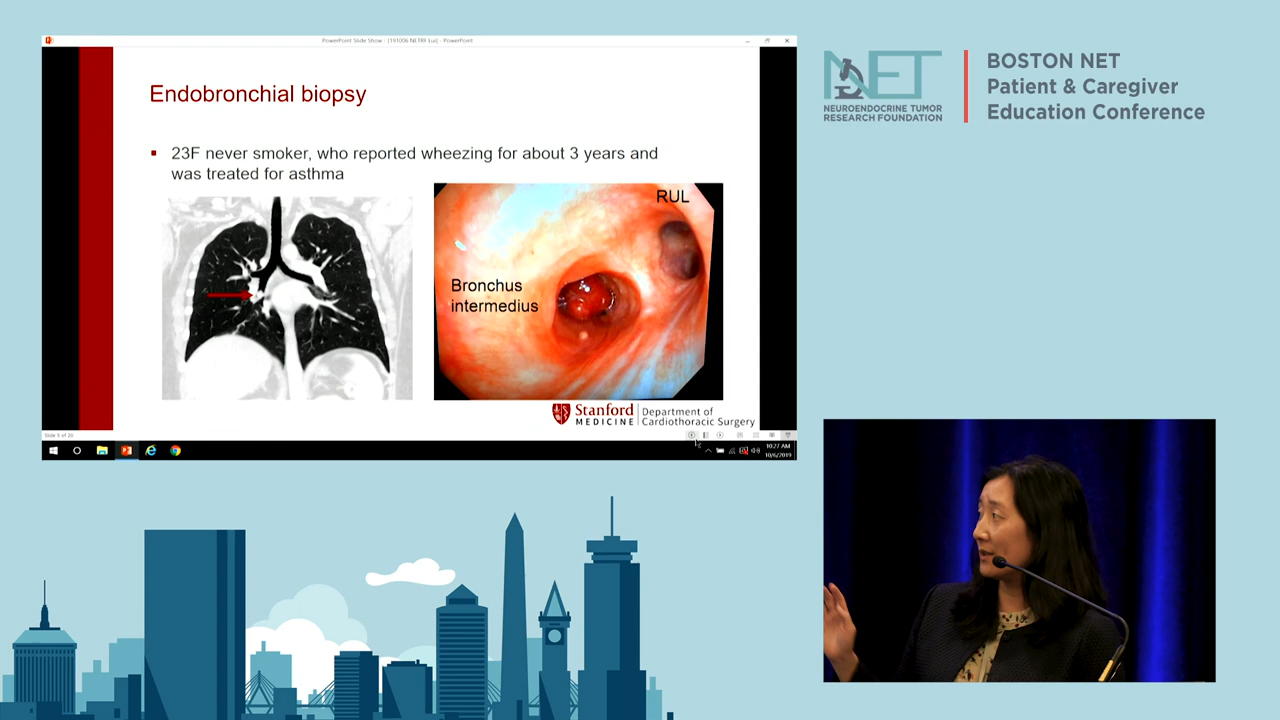 PowerPoint Slide Show - [191006 NETRF Lui] - PowerPoint
Endobronchial biopsy
23F never smoker, who reported wheezing for about 3 years and
was treated for asthma
RUL
Bronchus
intermedius
Stanford
MEDICINE
Department of
Cardiothoracic Surgery
Slide 9 of 20
10:27 AM
10/6/2019
NET
NEUROENDOCRINE TUMOR
RESEARCH FOUNDATION
BOSTON NET
Patient & Caregiver
Education Conference